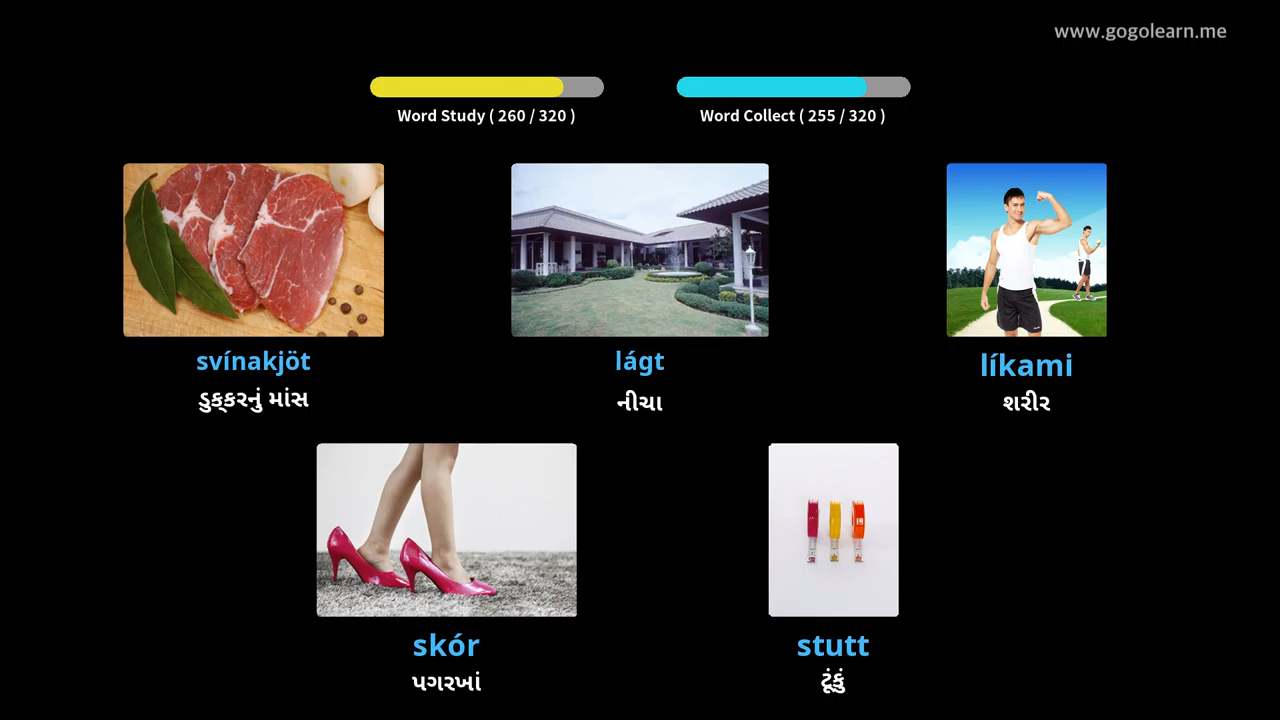 www.gogolearn.me
Word Study ( 260 / 320 )
Word Collect ( 255 / 320 )
svínakjöt
ડુક્કરનું માંસ
lágt
નીચા
líkami
શરીર
skór
પગરખાં
stutt
ટૂંકું